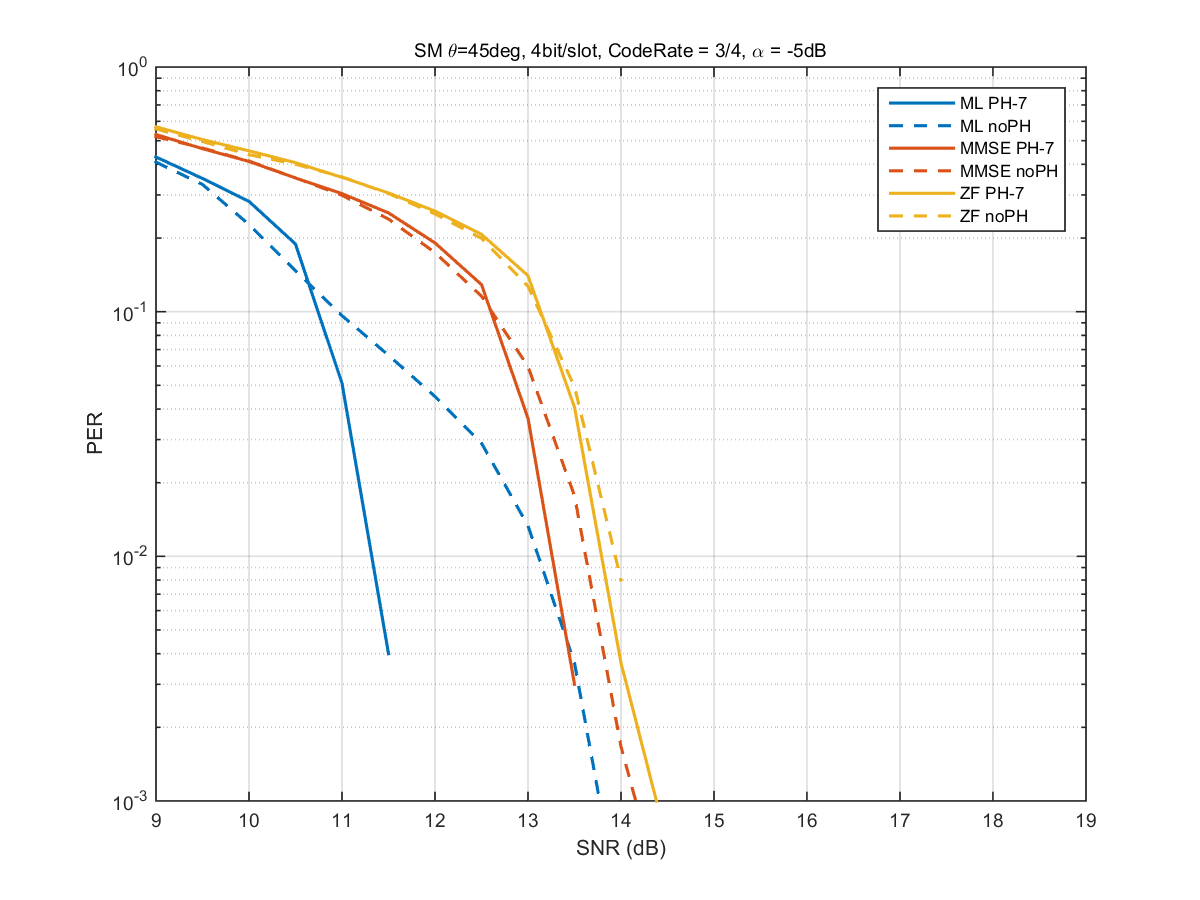 SM θ=45deg, 4bit/slot, CodeRate = 3/4, α = -5dB
10^0
10^-1
10^-2
10^-3
PER
ML PH-7
ML noPH
MMSE PH-7
MMSE noPH
ZF PH-7
ZF noPH
9 10 11 12 13 14 15 16 17 18 19
SNR (dB)